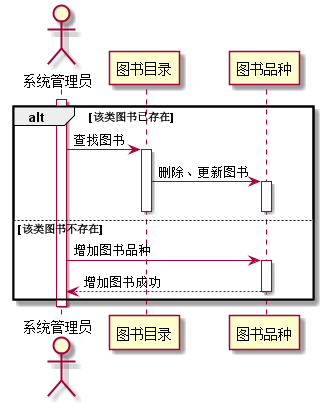 系统管理员
图书目录
图书品种
alt
[该类图书已存在]
查找图书
删除、更新图书
[该类图书不存在]
增加图书品种
增加图书成功
系统管理员
图书目录
图书品种